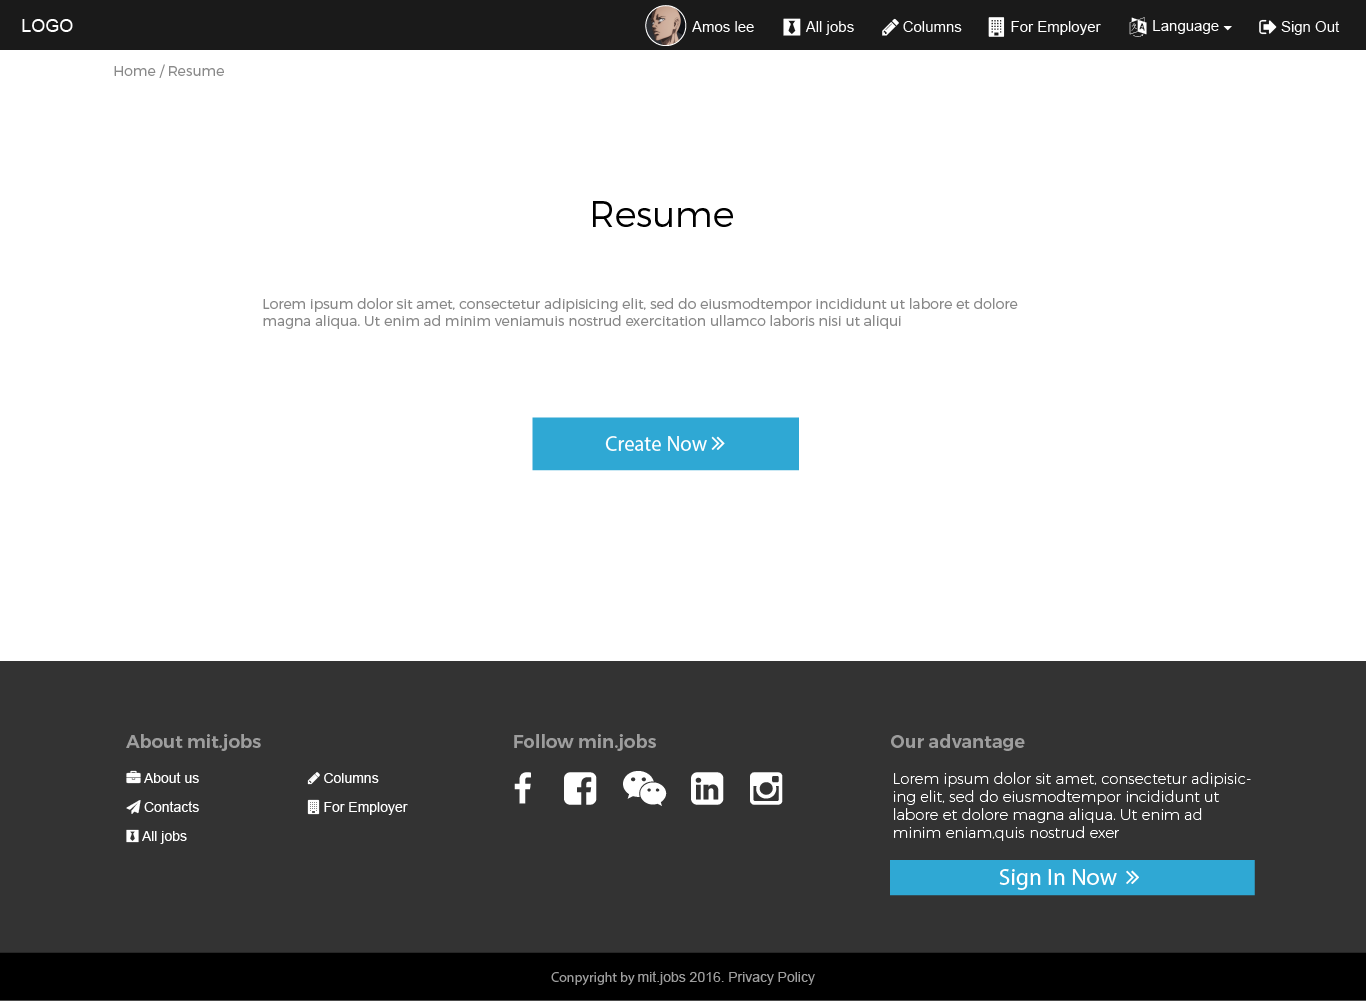 LOGO
Amos lee
All jobs
Columns
For Employer
Language
Sign Out
Home / Resume
Resume
Lorem ipsum dolor sit amet, consectetur adipisicing elit, sed do eiusmodtempor incididunt ut labore et dolore
magna aliqua. Ut enim ad minim veniamuis nostrud exercitation ullamco laboris nisi ut aliqui
Create Now »
About mit.jobs
About us
Contacts
All jobs
Columns
For Employer
Follow min.jobs
Our advantage
Lorem ipsum dolor sit amet, consectetur adipisic-
ing elit, sed do eiusmodtempor incididunt ut
labore et dolore magna aliqua. Ut enim ad
minim eniam,quis nostrud exer
Sign In Now »
Conpyright by mit.jobs 2016. Privacy Policy